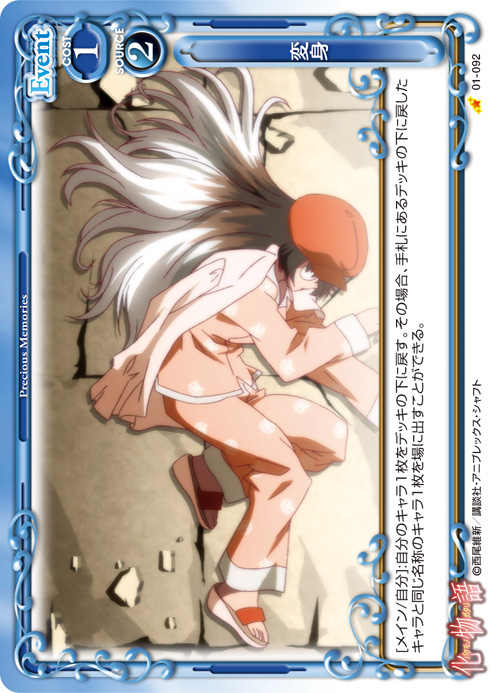 Event
COST
1
SOURCE
2
変身
Precious Memories
[メイン/自分]:自分のキャラ1枚をデッキの下に戻す。その場合、手札にあるデッキの下に戻した
キャラと同じ名称のキャラ1枚を場に出すことができる。
化物語
©西尾維新/講談社・アニプレックス・シャフト
01-092